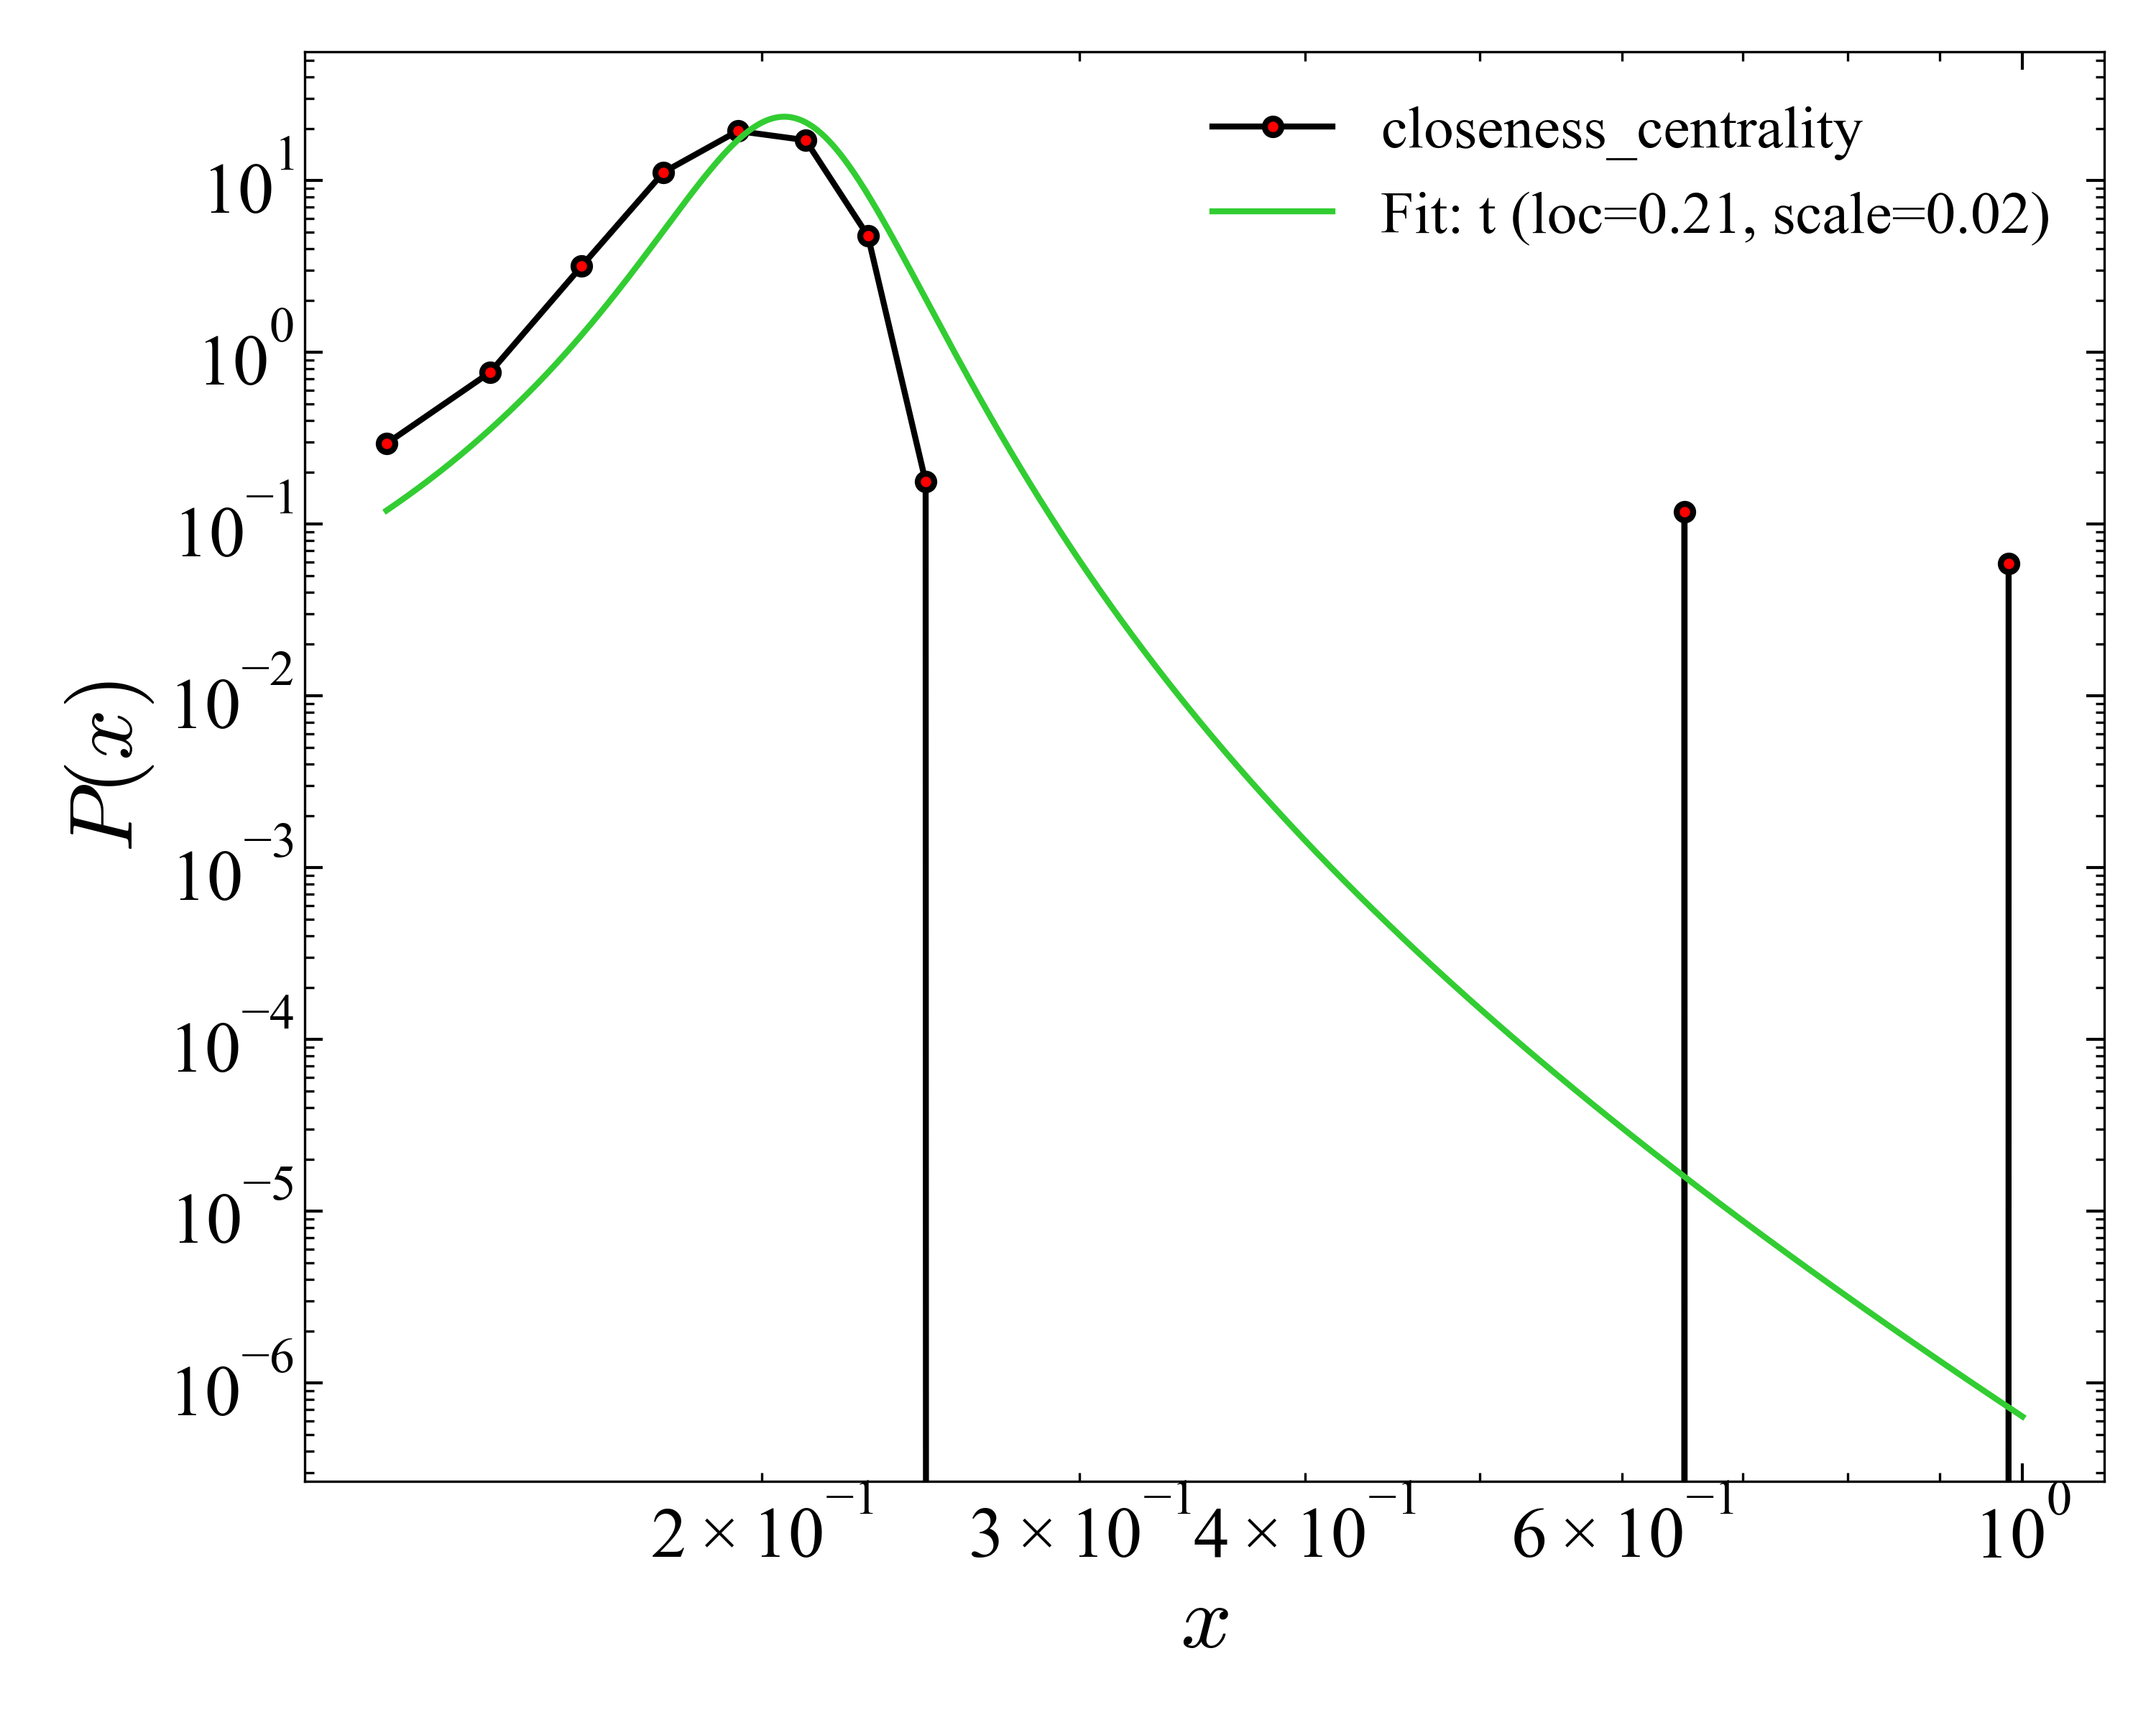 closeness_centrality
Fit: t (loc=0.21, scale=0.02)
10^1
10^0
10^−1
10^−2
10^−3
10^−4
10^−5
10^−6
P(x)
2×10^−1 3×10^−1 4×10^−1 6×10^−1 10^0
x